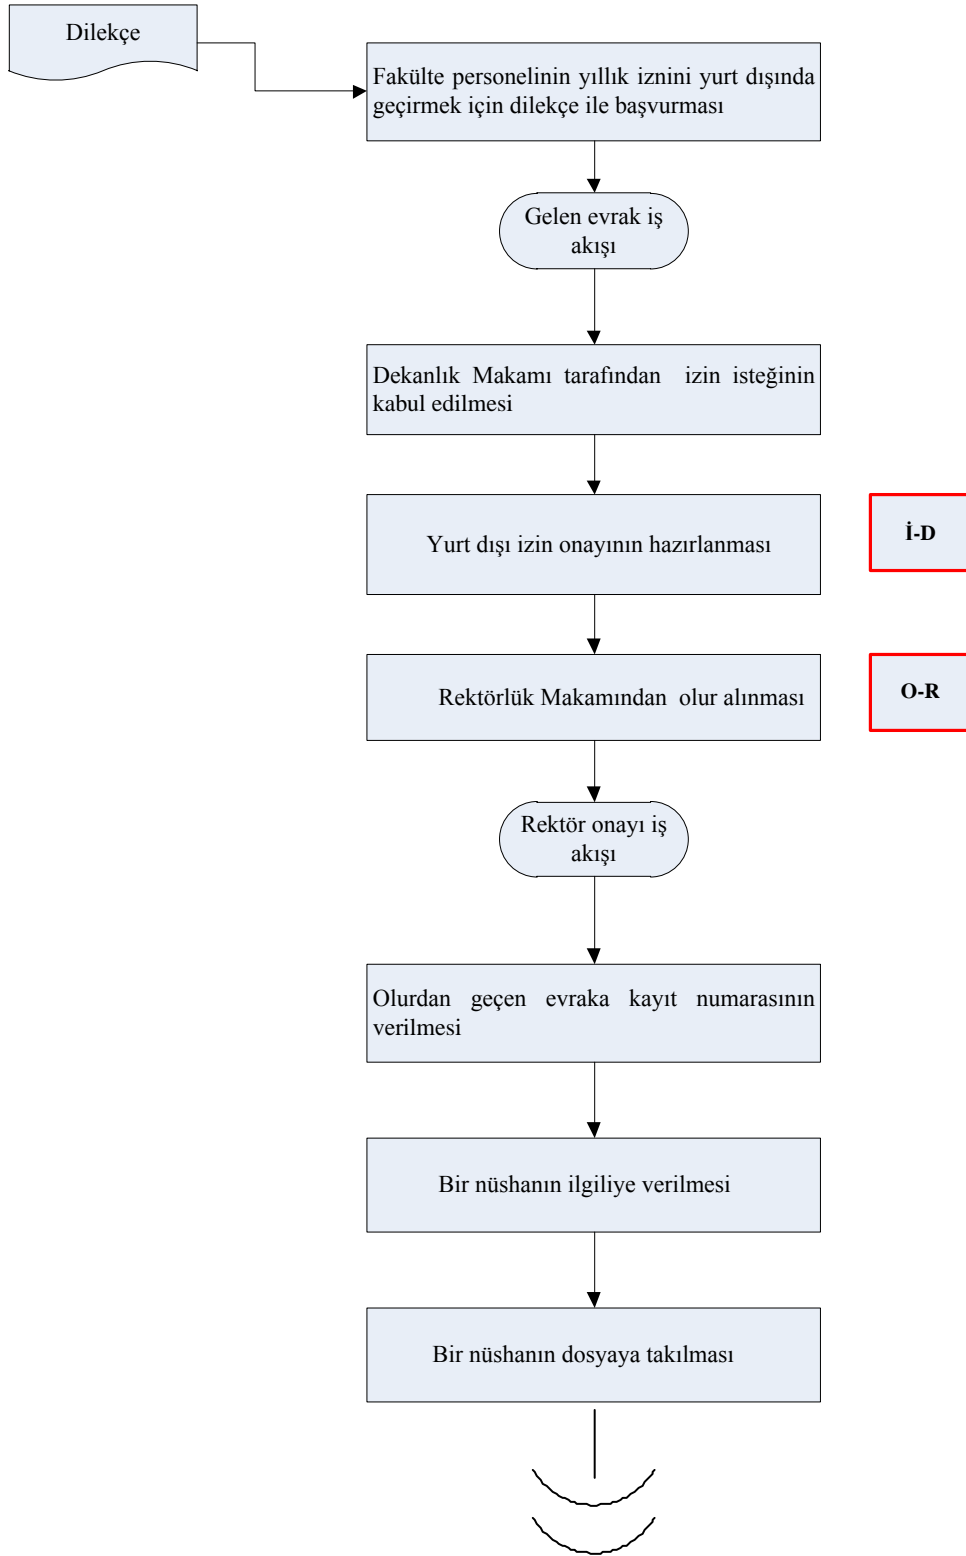 Dilekçe
Fakülte personelinin yıllık iznini yurt dışında
geçirmek için dilekçe ile başvurması
Gelen evrak iş
akışı
Dekanlık Makamı tarafından izin isteğinin
kabul edilmesi
Yurt dışı izin onayının hazırlanması
İ-D
Rektörlük Makamından olur alınması
O-R
Rektör onayı iş
akışı
Olurdan geçen evraka kayıt numarasının
verilmesi
Bir nüshanın ilgiliye verilmesi
Bir nüshanın dosyaya takılması